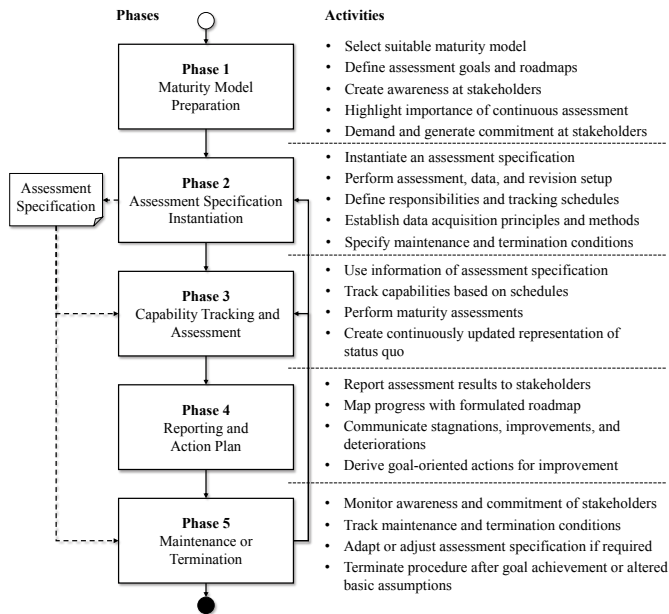 Phases
Activities
Phase 1
Maturity Model
Preparation
• Select suitable maturity model
• Define assessment goals and roadmaps
• Create awareness at stakeholders
• Highlight importance of continuous assessment
• Demand and generate commitment at stakeholders
Assessment
Specification
Phase 2
Assessment Specification
Instantiation
• Instantiate an assessment specification
• Perform assessment, data, and revision setup
• Define responsibilities and tracking schedules
• Establish data acquisition principles and methods
• Specify maintenance and termination conditions
Phase 3
Capability Tracking and
Assessment
• Use information of assessment specification
• Track capabilities based on schedules
• Perform maturity assessments
• Create continuously updated representation of
status quo
Phase 4
Reporting and
Action Plan
• Report assessment results to stakeholders
• Map progress with formulated roadmap
• Communicate stagnations, improvements, and
deteriorations
• Derive goal-oriented actions for improvement
Phase 5
Maintenance or
Termination
• Monitor awareness and commitment of stakeholders
• Track maintenance and termination conditions
• Adapt or adjust assessment specification if required
• Terminate procedure after goal achievement or altered
basic assumptions